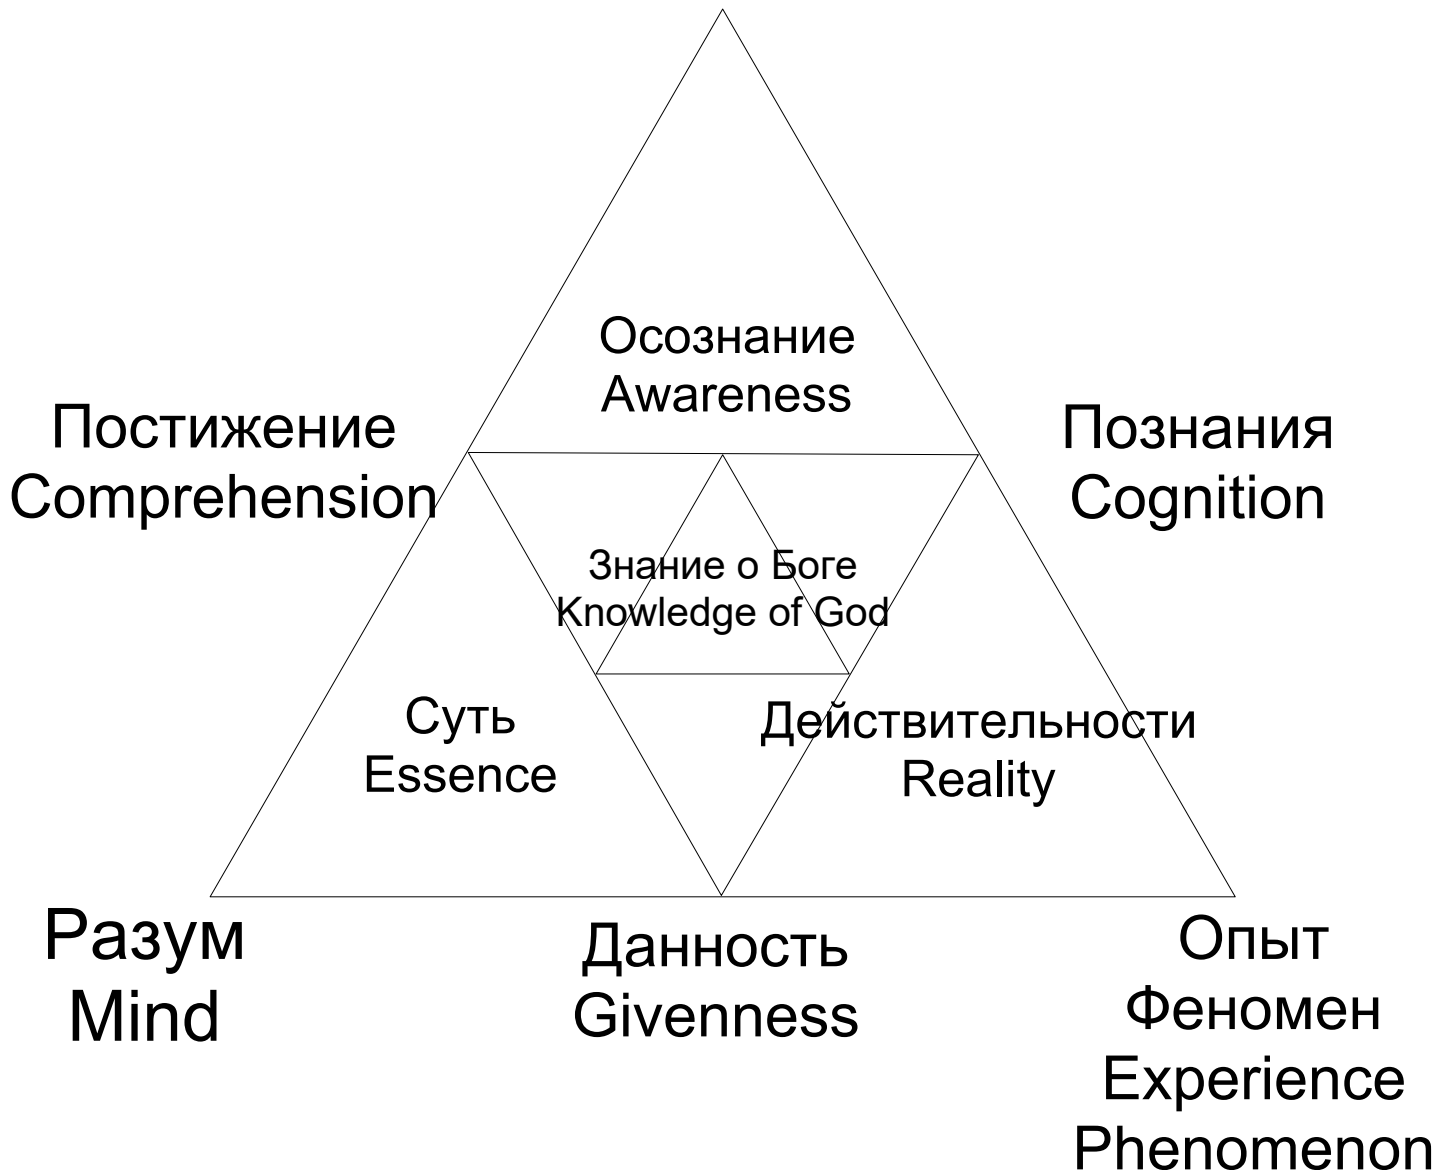 Осознание
Awareness
Постижение
Comprehension
Познания
Cognition
Знание о Боге
Knowledge of God
Суть
Essence
Действительности
Reality
Разум
Mind
Данность
Givenness
Опыт
Феномен
Experience
Phenomenon